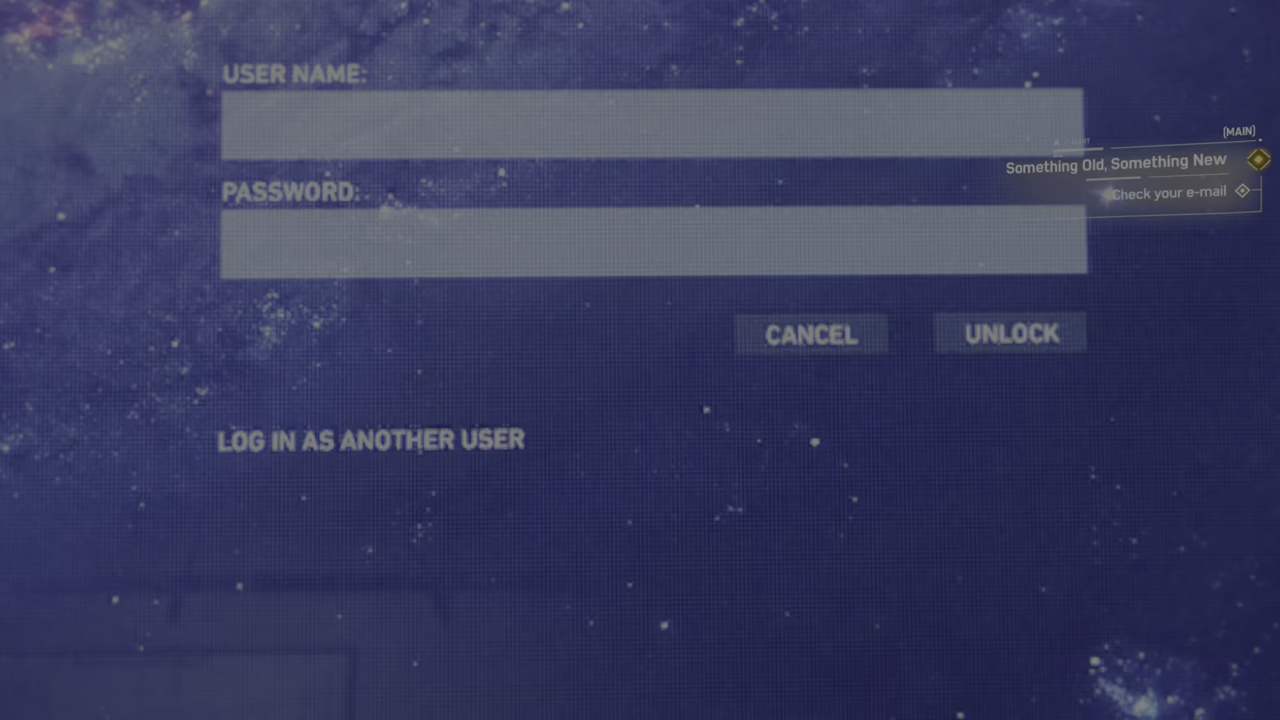 USER NAME:
(MAIN)
Something Old, Something New
PASSWORD:
Check your e-mail
CANCEL
UNLOCK
LOG IN AS ANOTHER USER